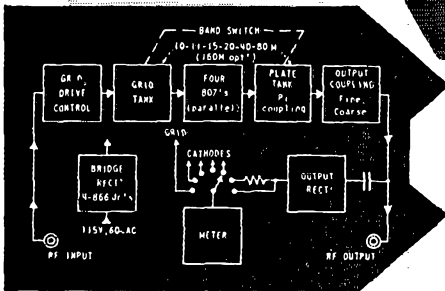 BAND SWITCH
10-11-15-20-40-80 M
(160M opt')
GRID
DRIVE
CONTROL
GRID
TANK
FOUR
807's
(parallel)
PLATE
TANK
Pi
coupling
OUTPUT
COUPLING
Fine,
Coarse
GRID
CATHODES
BRIDGE
RECT'
4-866 Jr's
115V, 60~AC
OUTPUT
RECT'
METER
RF INPUT
RF OUTPUT